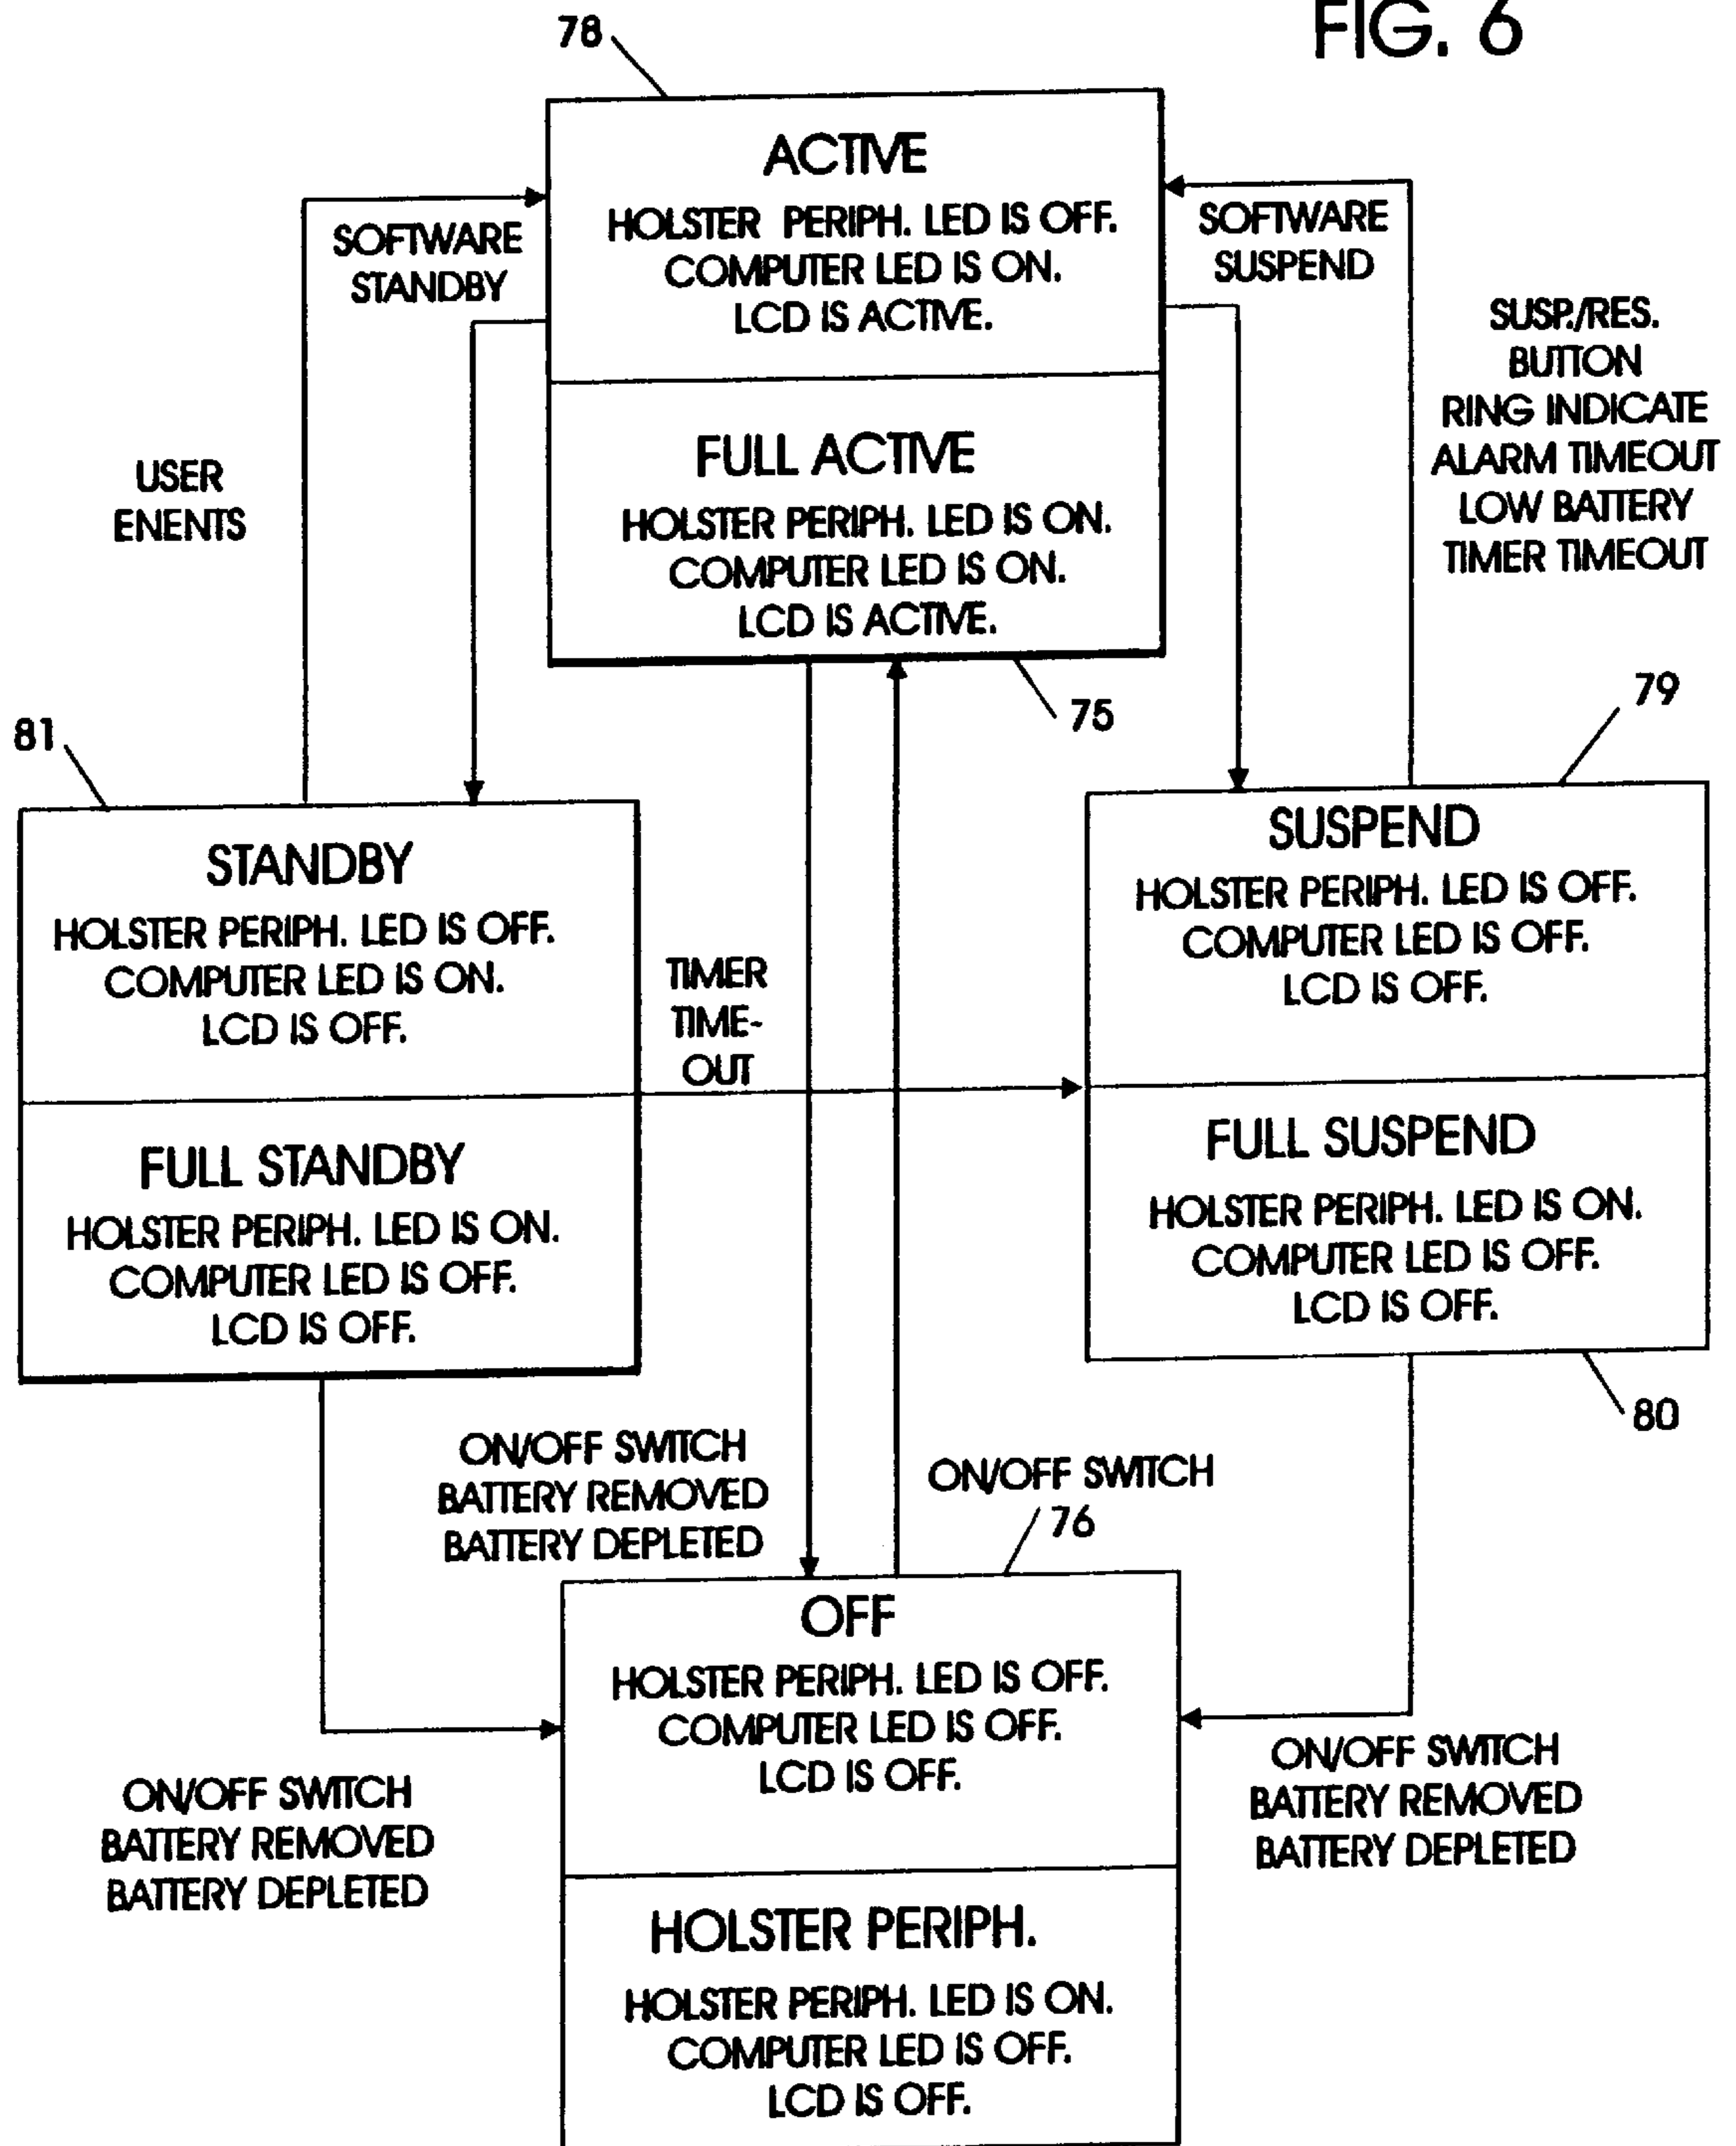 FIG. 6
78
ACTIVE
HOLSTER PERIPH. LED IS OFF.
COMPUTER LED IS ON.
LCD IS ACTIVE.
SOFTWARE
STANDBY
SOFTWARE
SUSPEND
USER
ENENTS
SUSP./RES.
BUTTON
RING INDICATE
ALARM TIMEOUT
LOW BATTERY
TIMER TIMEOUT
FULL ACTIVE
HOLSTER PERIPH. LED IS ON.
COMPUTER LED IS ON.
LCD IS ACTIVE.
75
79
81
STANDBY
HOLSTER PERIPH. LED IS OFF.
COMPUTER LED IS ON.
LCD IS OFF.
TIMER
TIME-
OUT
SUSPEND
HOLSTER PERIPH. LED IS OFF.
COMPUTER LED IS OFF.
LCD IS OFF.
FULL STANDBY
HOLSTER PERIPH. LED IS ON.
COMPUTER LED IS OFF.
LCD IS OFF.
FULL SUSPEND
HOLSTER PERIPH. LED IS ON.
COMPUTER LED IS OFF.
LCD IS OFF.
80
ON/OFF SWITCH
BATTERY REMOVED
BATTERY DEPLETED
ON/OFF SWITCH
76
OFF
HOLSTER PERIPH. LED IS OFF.
COMPUTER LED IS OFF.
LCD IS OFF.
ON/OFF SWITCH
BATTERY REMOVED
BATTERY DEPLETED
ON/OFF SWITCH
BATTERY REMOVED
BATTERY DEPLETED
HOLSTER PERIPH.
HOLSTER PERIPH. LED IS ON.
COMPUTER LED IS OFF.
LCD IS OFF.